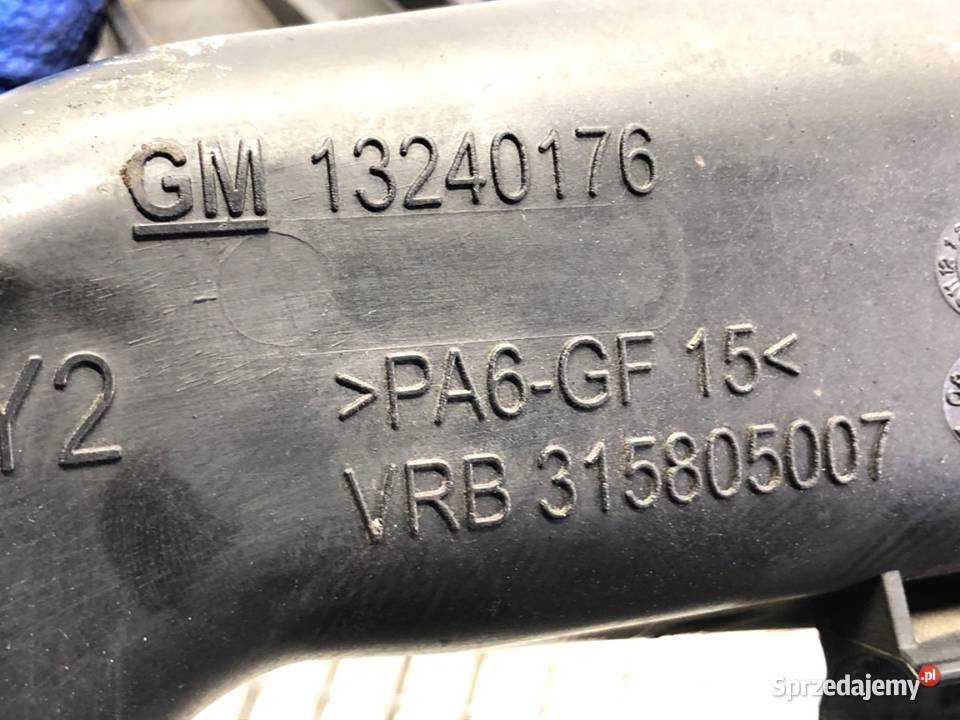 GM 13240176
Y2
>PA6-GF 15<
VRB 315805007
Sprzedajemy.pl